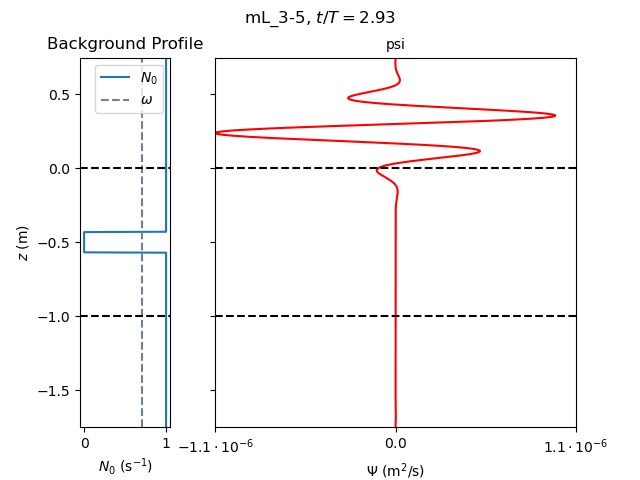 mL_3-5, t/T = 2.93
Background Profile
psi
N₀
ω
0.5
0.0
−0.5
−1.0
−1.5
z (m)
0 1
N₀ (s⁻¹)
−1.1 · 10⁻⁶ 0.0 1.1 · 10⁻⁶
Ψ (m²/s)